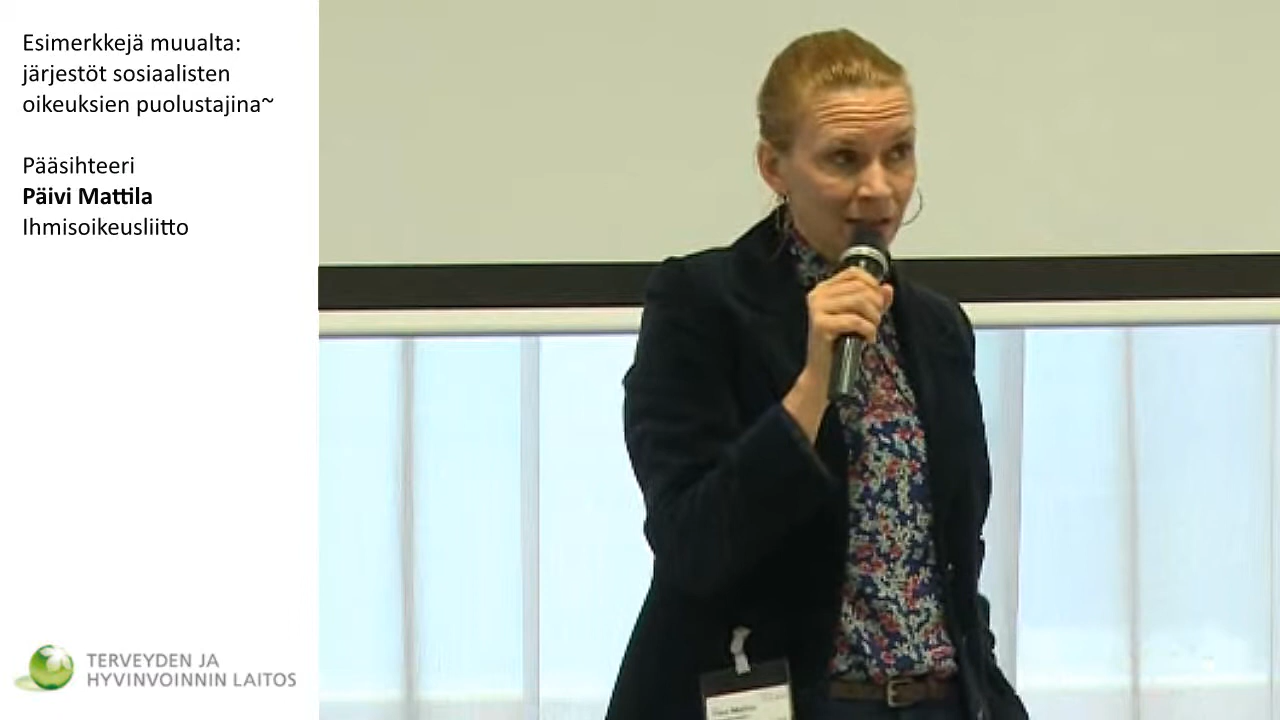 Esimerkkejä muualta:
järjestöt sosiaalisten
oikeuksien puolustajina~
Pääsihteeri
Päivi Mattila
Ihmisoikeusliitto
TERVEYDEN JA
HYVINVOINNIN LAITOS